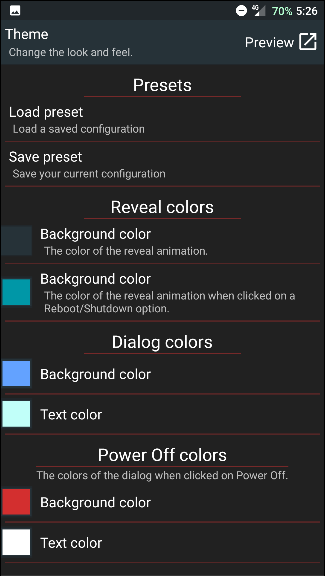 4G 70% 5:26
Theme
Change the look and feel.
Preview
Presets
Load preset
Load a saved configuration
Save preset
Save your current configuration
Reveal colors
Background color
The color of the reveal animation.
Background color
The color of the reveal animation when clicked on a
Reboot/Shutdown option.
Dialog colors
Background color
Text color
Power Off colors
The colors of the dialog when clicked on Power Off.
Background color
Text color